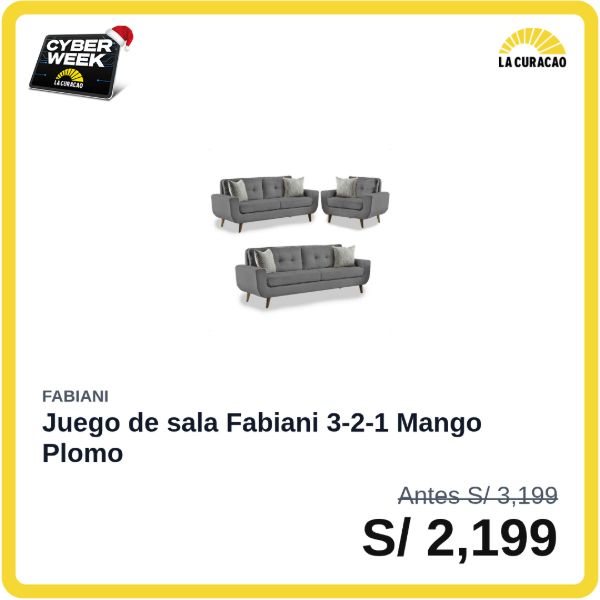 CYBER
WEEK
LA CURACAO
LA CURACAO
FABIANI
Juego de sala Fabiani 3-2-1 Mango
Plomo
Antes S/ 3,199
S/ 2,199